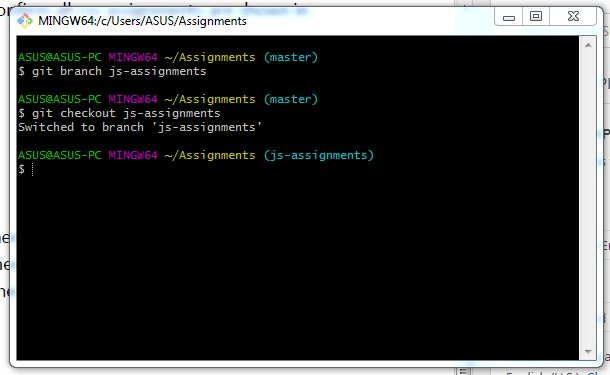 MINGW64:/c/Users/ASUS/Assignments
ASUS@ASUS-PC MINGW64 ~/Assignments (master)
$ git branch js-assignments
ASUS@ASUS-PC MINGW64 ~/Assignments (master)
$ git checkout js-assignments
Switched to branch 'js-assignments'
ASUS@ASUS-PC MINGW64 ~/Assignments (js-assignments)
$